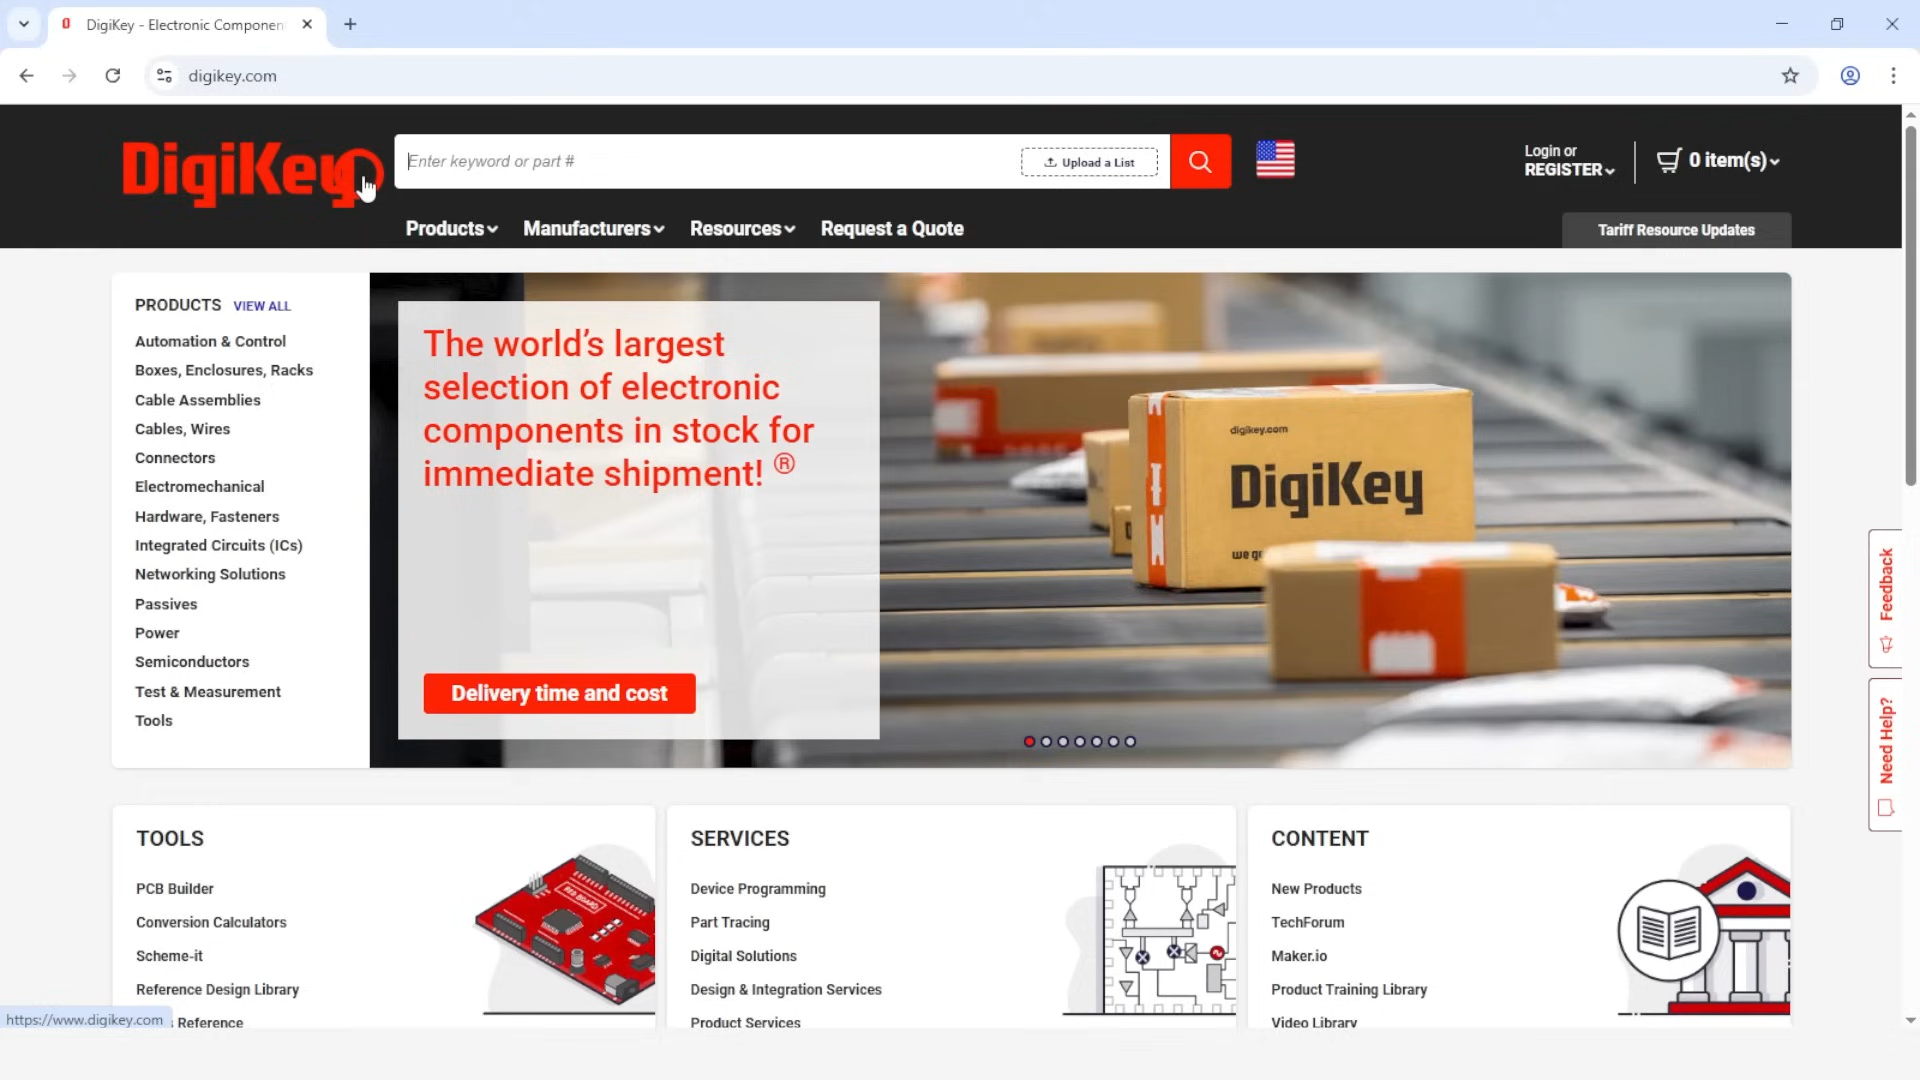 DigiKey - Electronic Componen
digikey.com
DigiKey
Enter keyword or part #
Upload a List
Login or
REGISTER
0 item(s)
Products
Manufacturers
Resources
Request a Quote
Tariff Resource Updates
PRODUCTS VIEW ALL
Automation & Control
Boxes, Enclosures, Racks
Cable Assemblies
Cables, Wires
Connectors
Electromechanical
Hardware, Fasteners
Integrated Circuits (ICs)
Networking Solutions
Passives
Power
Semiconductors
Test & Measurement
Tools
The world's largest
selection of electronic
components in stock for
immediate shipment! ®
Delivery time and cost
digikey.com
DigiKey
we g
Feedback
Need Help?
TOOLS
PCB Builder
Conversion Calculators
Scheme-it
Reference Design Library
Reference
SERVICES
Device Programming
Part Tracing
Digital Solutions
Design & Integration Services
Product Services
CONTENT
New Products
TechForum
Maker.io
Product Training Library
Video Library
https://www.digikey.com